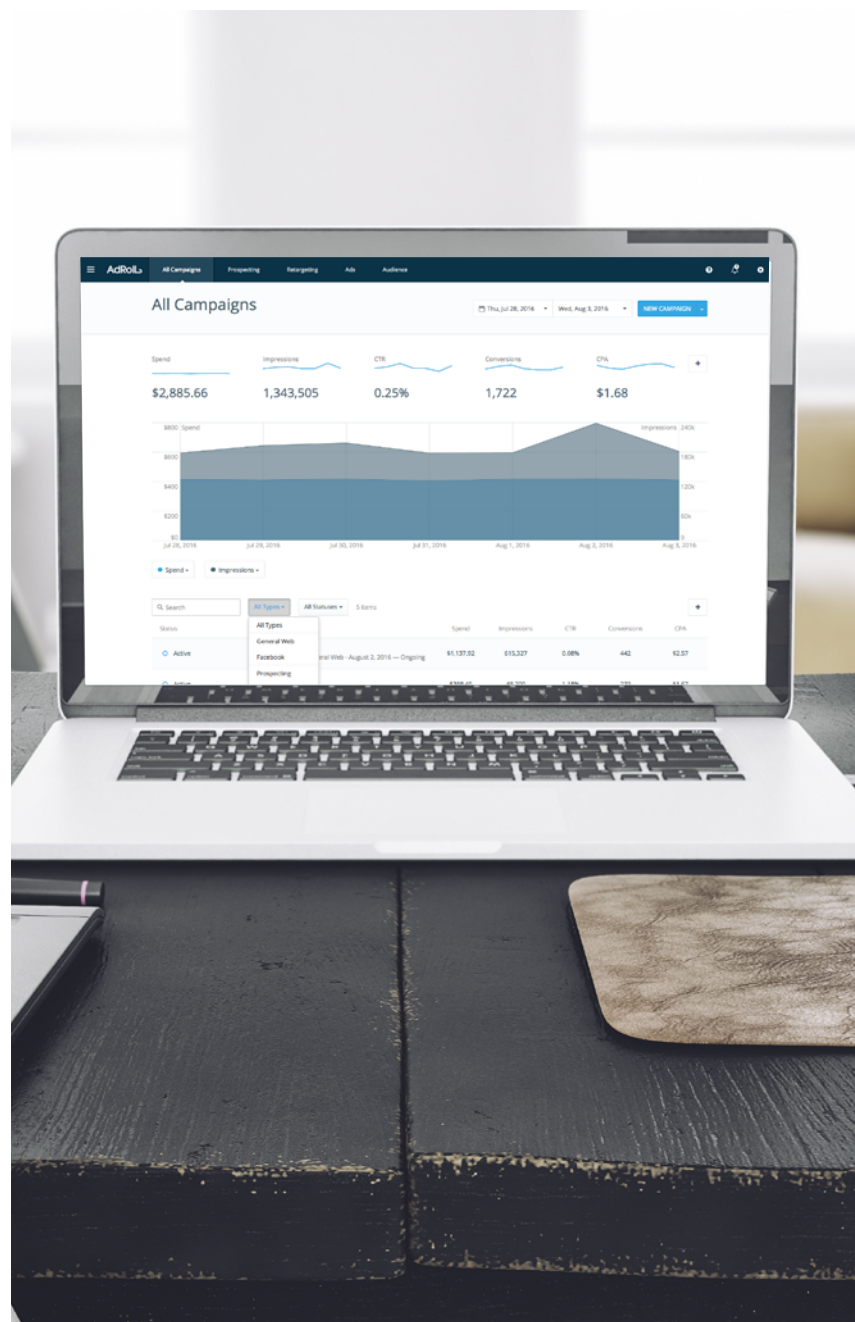 AdRoll All Campaigns Prospecting Retargeting Ads Audience
All Campaigns
Thu, Jul 28, 2016 Wed, Aug 3, 2016 NEW CAMPAIGN
Spend Impressions CTR Conversions CPA
$2,885.66 1,343,505 0.25% 1,722 $1.68
$800 Spend Impressions 240k
$600 180k
$400 120k
$200 60k
$0 0
Jul 28, 2016 Jul 29, 2016 Jul 30, 2016 Jul 31, 2016 Aug 1, 2016 Aug 2, 2016 Aug 3, 2016
Spend Impressions
Search All Types All Statuses 5 items
Status Spend Impressions CTR Conversions CPA
All Types
General Web
Active Facebook Web - August 2, 2016 — Ongoing $1,137.92 615,327 0.08% 442 $2.57
Prospecting
Active